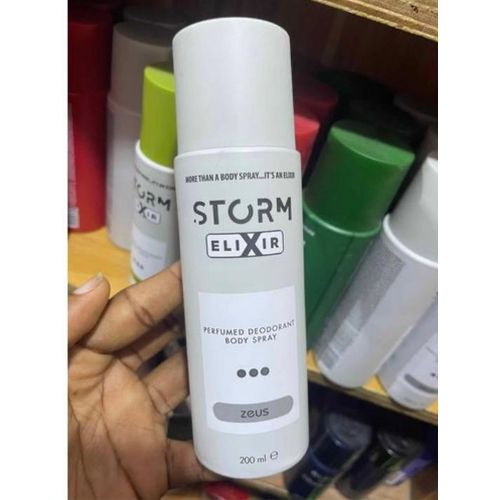 MORE THAN A BODY SPRAY...IT'S AN ELIXIR
STORM
ELIXIR
PERFUMED DEODORANT
BODY SPRAY
zeus
200 ml ℮